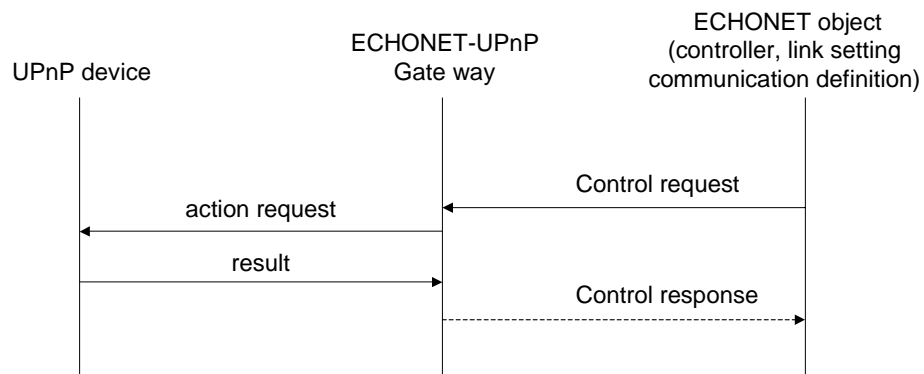 UPnP device
ECHONET-UPnP
Gate way
ECHONET object
(controller, link setting
communication definition)
Control request
action request
result
Control response